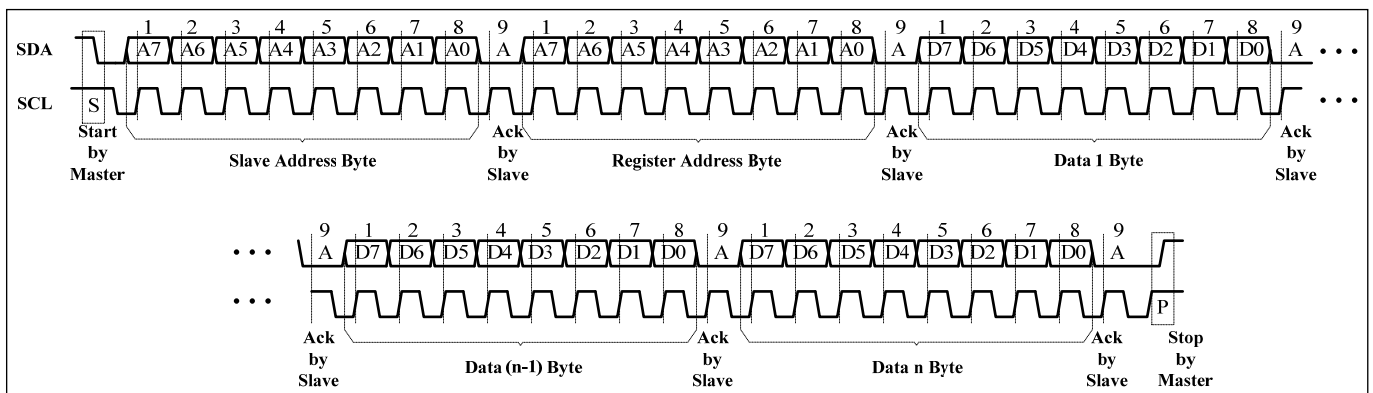 1 2 3 4 5 6 7 8 9 1 2 3 4 5 6 7 8 9 1 2 3 4 5 6 7 8 9
SDA A7 A6 A5 A4 A3 A2 A1 A0 A A7 A6 A5 A4 A3 A2 A1 A0 A D7 D6 D5 D4 D3 D2 D1 D0 A • • •
SCL S • • •
Start by Master
Slave Address Byte
Ack by Slave
Register Address Byte
Ack by Slave
Data 1 Byte
Ack by Slave
9 1 2 3 4 5 6 7 8 9 1 2 3 4 5 6 7 8 9
• • • A D7 D6 D5 D4 D3 D2 D1 D0 A D7 D6 D5 D4 D3 D2 D1 D0 A
• • • P
Ack by Slave
Data (n-1) Byte
Ack by Slave
Data n Byte
Ack by Slave
Stop by Master